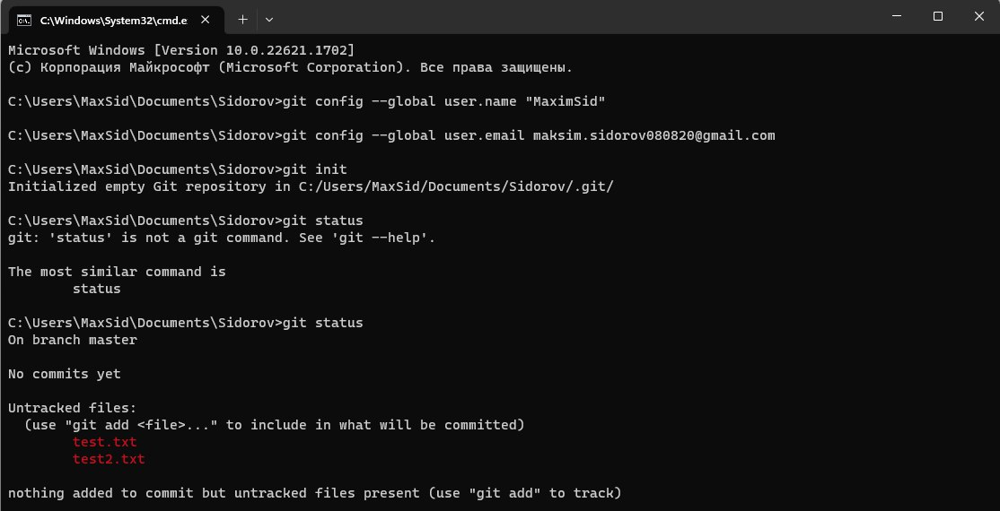 C:\Windows\System32\cmd.e
Microsoft Windows [Version 10.0.22621.1702]
(c) Корпорация Майкрософт (Microsoft Corporation). Все права защищены.
C:\Users\MaxSid\Documents\Sidorov>git config --global user.name "MaximSid"
C:\Users\MaxSid\Documents\Sidorov>git config --global user.email maksim.sidorov080820@gmail.com
C:\Users\MaxSid\Documents\Sidorov>git init
Initialized empty Git repository in C:/Users/MaxSid/Documents/Sidorov/.git/
C:\Users\MaxSid\Documents\Sidorov>git status
git: 'status' is not a git command. See 'git --help'.
The most similar command is
status
C:\Users\MaxSid\Documents\Sidorov>git status
On branch master
No commits yet
Untracked files:
(use "git add <file>..." to include in what will be committed)
test.txt
test2.txt
nothing added to commit but untracked files present (use "git add" to track)